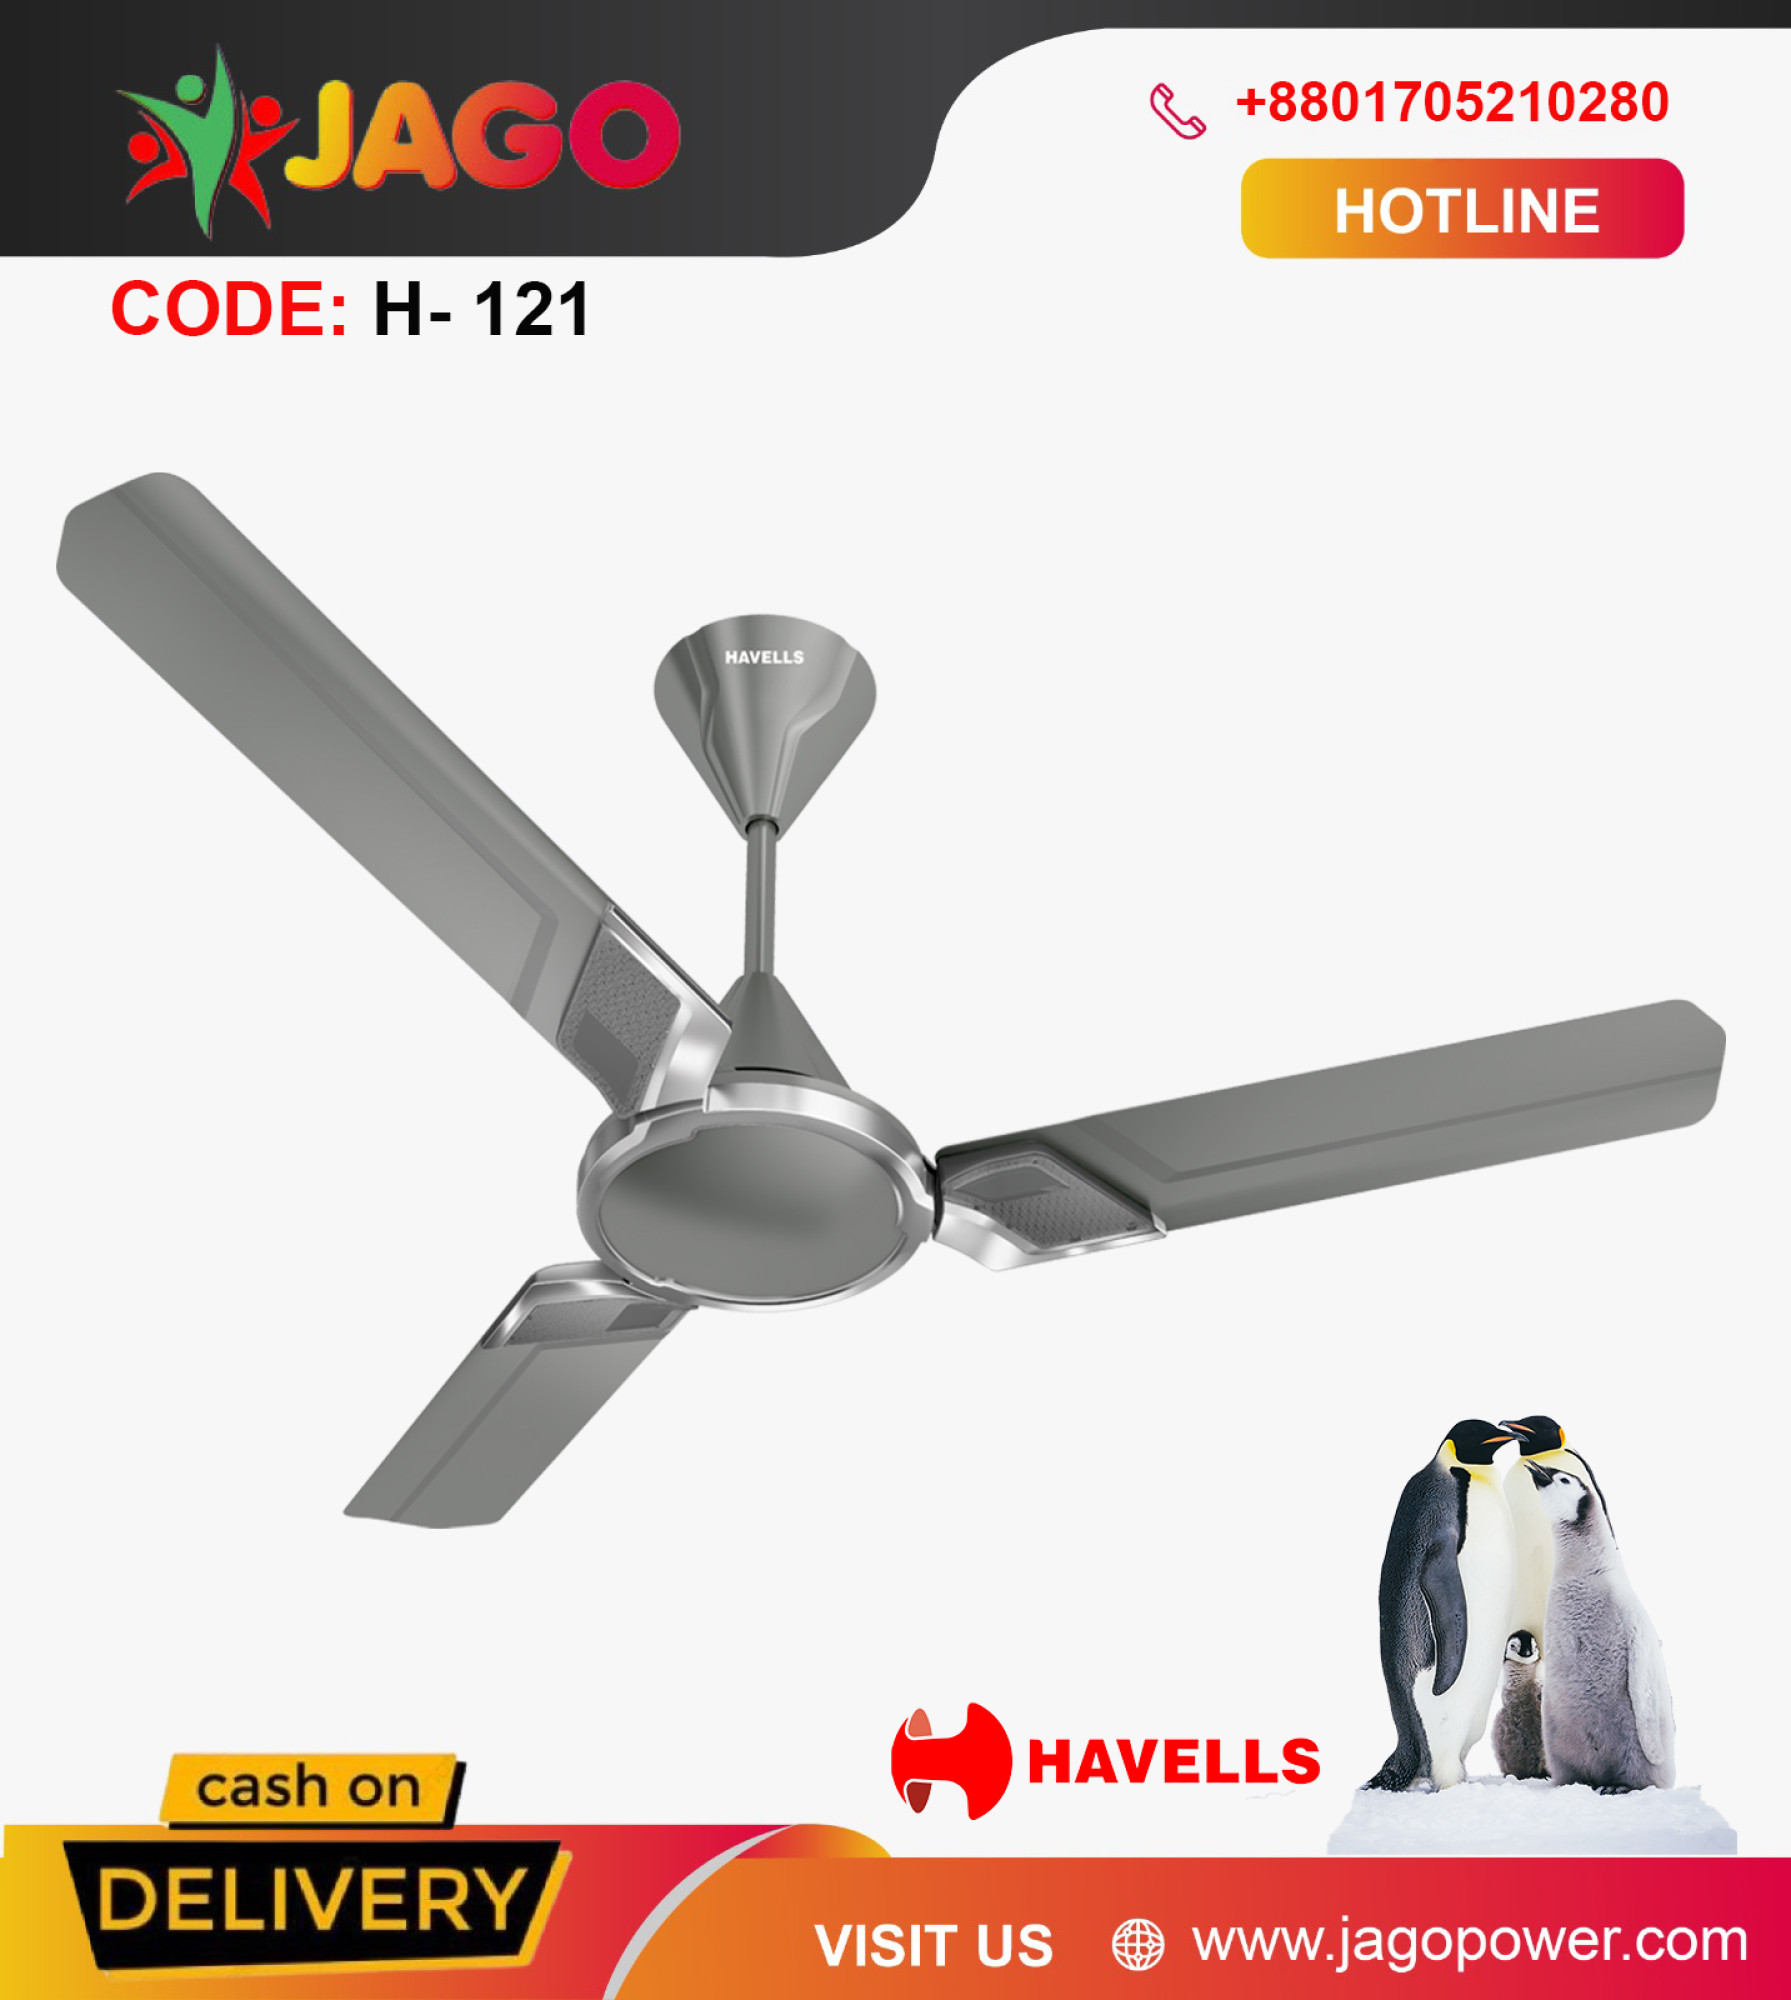 JAGO
+8801705210280
HOTLINE
CODE: H- 121
HAVELLS
HAVELLS
cash on
DELIVERY
VISIT US www.jagopower.com